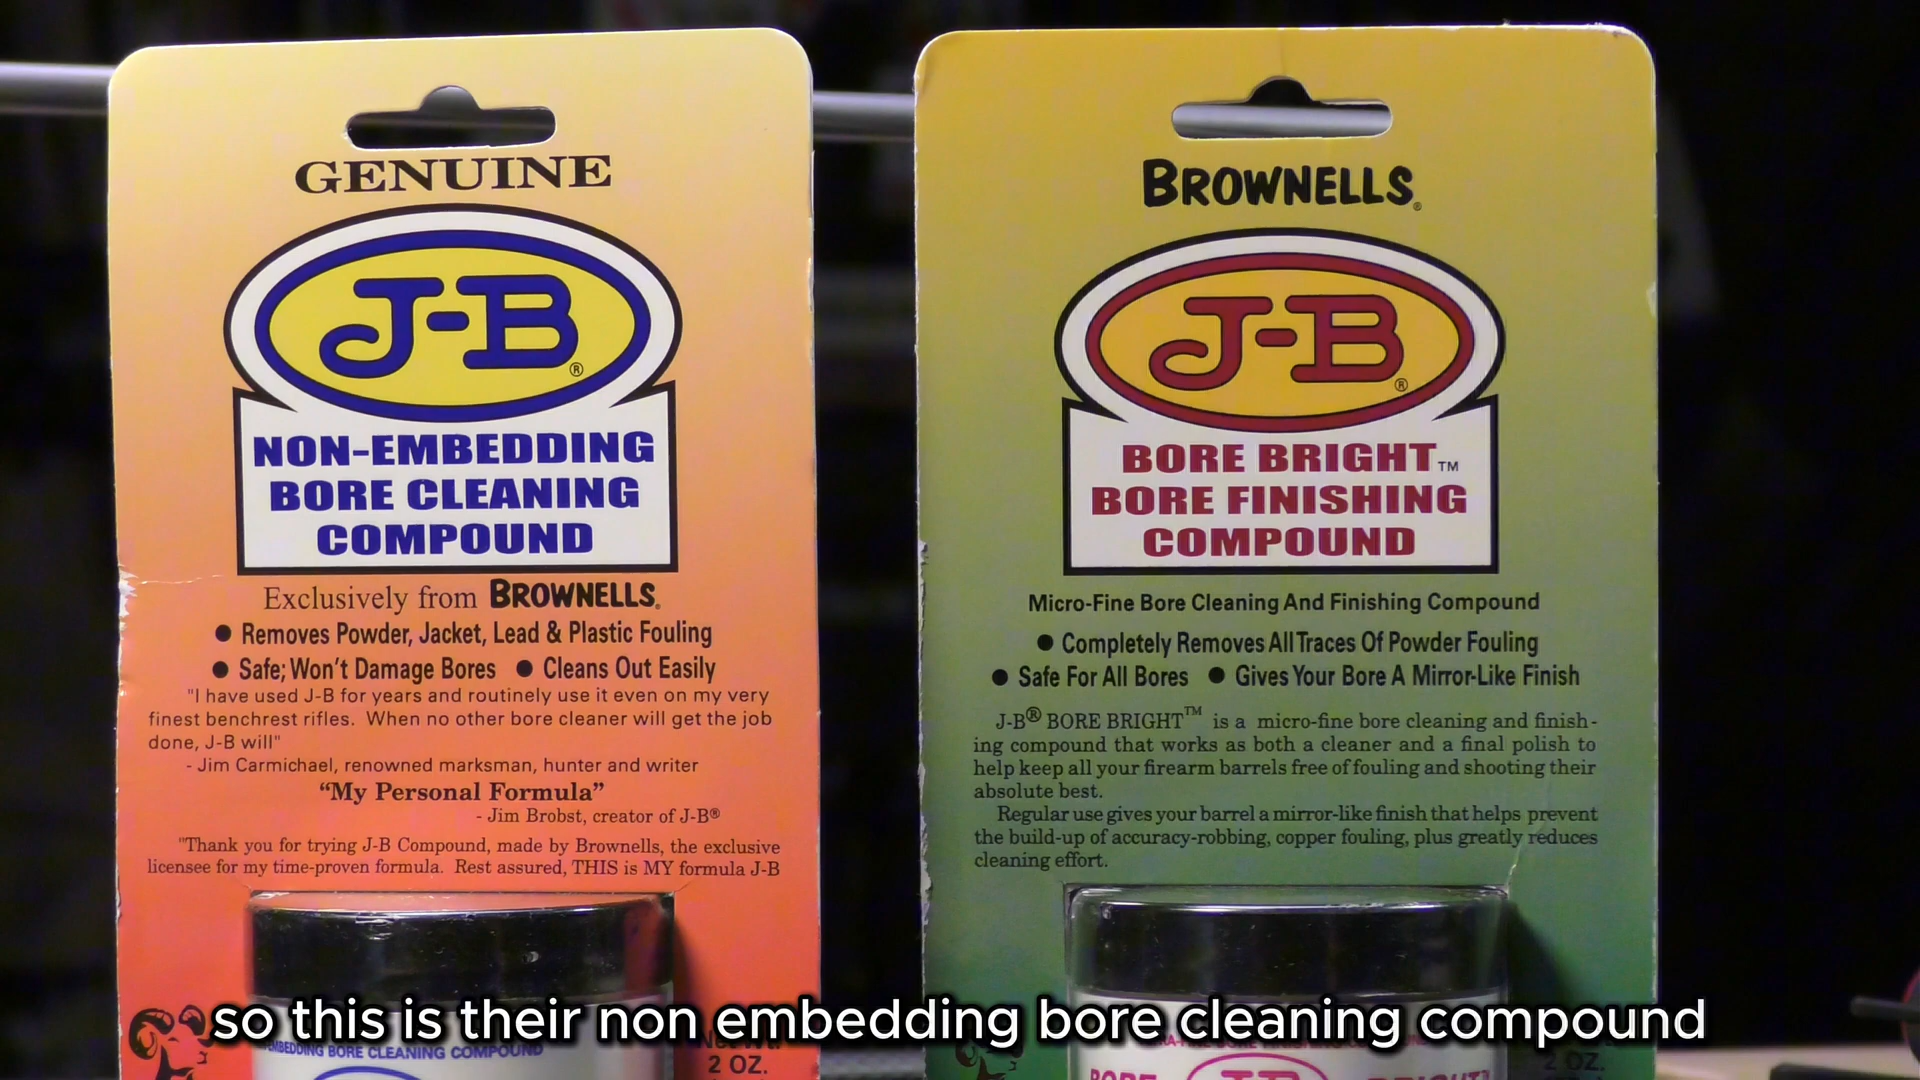 GENUINE
J-B®
NON-EMBEDDING
BORE CLEANING
COMPOUND
Exclusively from BROWNELLS®
● Removes Powder, Jacket, Lead & Plastic Fouling
● Safe; Won't Damage Bores ● Cleans Out Easily
"I have used J-B for years and routinely use it even on my very
finest benchrest rifles. When no other bore cleaner will get the job
done, J-B will"
- Jim Carmichael, renowned marksman, hunter and writer
“My Personal Formula”
- Jim Brobst, creator of J-B®
"Thank you for trying J-B Compound, made by Brownells, the exclusive
licensee for my time-proven formula. Rest assured, THIS is MY formula J-B
EMBEDDING BORE CLEANING COMPOUND
2 OZ.
BROWNELLS®
J-B®
BORE BRIGHT™
BORE FINISHING
COMPOUND
Micro-Fine Bore Cleaning And Finishing Compound
● Completely Removes All Traces Of Powder Fouling
● Safe For All Bores ● Gives Your Bore A Mirror-Like Finish
J-B® BORE BRIGHT™ is a micro-fine bore cleaning and finish-
ing compound that works as both a cleaner and a final polish to
help keep all your firearm barrels free of fouling and shooting their
absolute best.
Regular use gives your barrel a mirror-like finish that helps prevent
the build-up of accuracy-robbing, copper fouling, plus greatly reduces
cleaning effort.
2 OZ.
BORE J-B BRIGHT™
so this is their non embedding bore cleaning compound